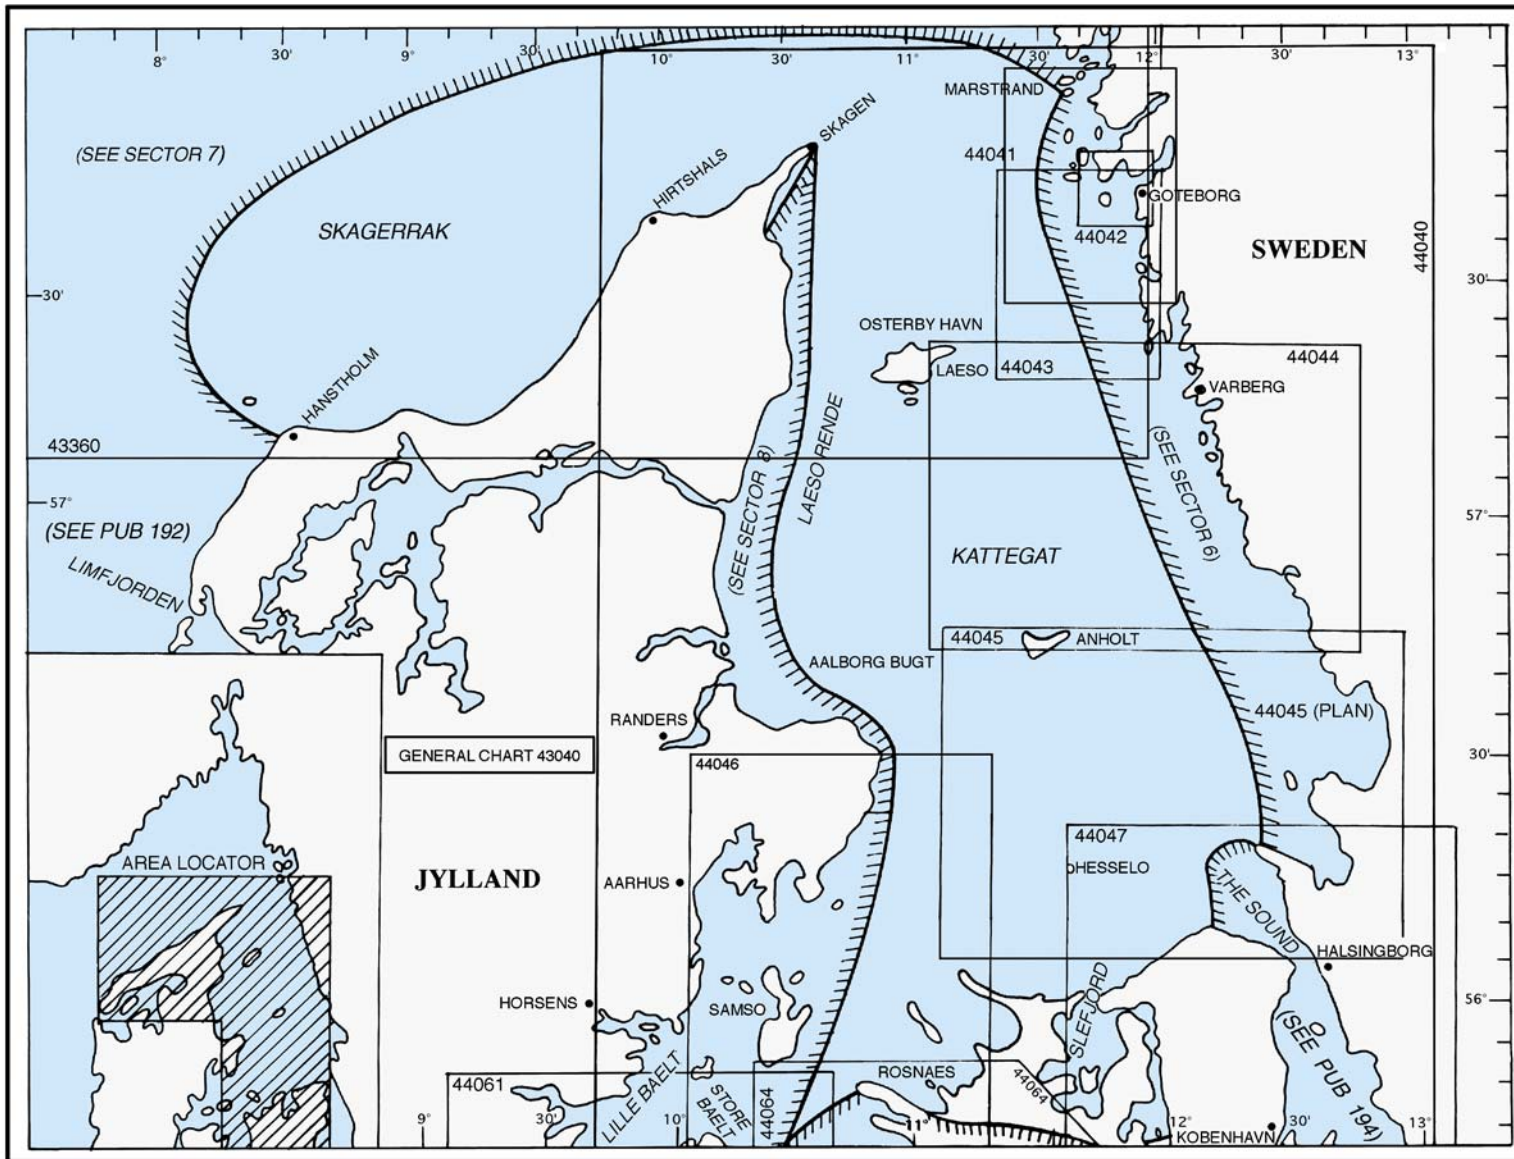 8° 30' 9° 30' 10° 30' 11° 30' 12° 30' 13°
MARSTRAND
SKAGEN
(SEE SECTOR 7)
44041
HIRTSHALS
GOTEBORG
SKAGERRAK
44042
SWEDEN
44040
30'
30'
OSTERBY HAVN
44044
LAESO
44043
HANSTHOLM
VARBERG
43360
LAESO RENDE
(SEE SECTOR 8)
(SEE SECTOR 6)
57°
57°
(SEE PUB 192)
KATTEGAT
LIMFJORDEN
44045
ANHOLT
AALBORG BUGT
RANDERS
44045 (PLAN)
GENERAL CHART 43040
44046
30'
44047
AREA LOCATOR
HESSELO
JYLLAND
AARHUS
THE SOUND
HALSINGBORG
HORSENS
SAMSO
56°
SLEFJORD
(SEE PUB 194)
44061
LILLE BAELT
STORE
BAELT
44064
ROSNAES
44064
9° 30' 10° 11° 12° 30' 13°
KOBENHAVN